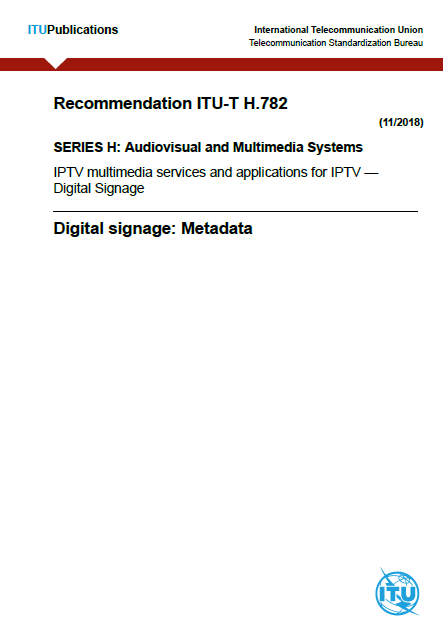 ITUPublications
International Telecommunication Union
Telecommunication Standardization Bureau
Recommendation ITU-T H.782
(11/2018)
SERIES H: Audiovisual and Multimedia Systems
IPTV multimedia services and applications for IPTV —
Digital Signage
Digital signage: Metadata
ITU